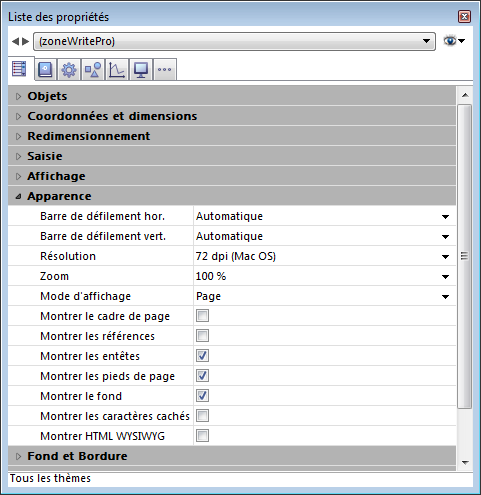 Liste des propriétés
(zoneWritePro)
Objets
Coordonnées et dimensions
Redimensionnement
Saisie
Affichage
Apparence
Barre de défilement hor. Automatique
Barre de défilement vert. Automatique
Résolution 72 dpi (Mac OS)
Zoom 100 %
Mode d'affichage Page
Montrer le cadre de page
Montrer les références
Montrer les entêtes
Montrer les pieds de page
Montrer le fond
Montrer les caractères cachés
Montrer HTML WYSIWYG
Fond et Bordure
Tous les thèmes